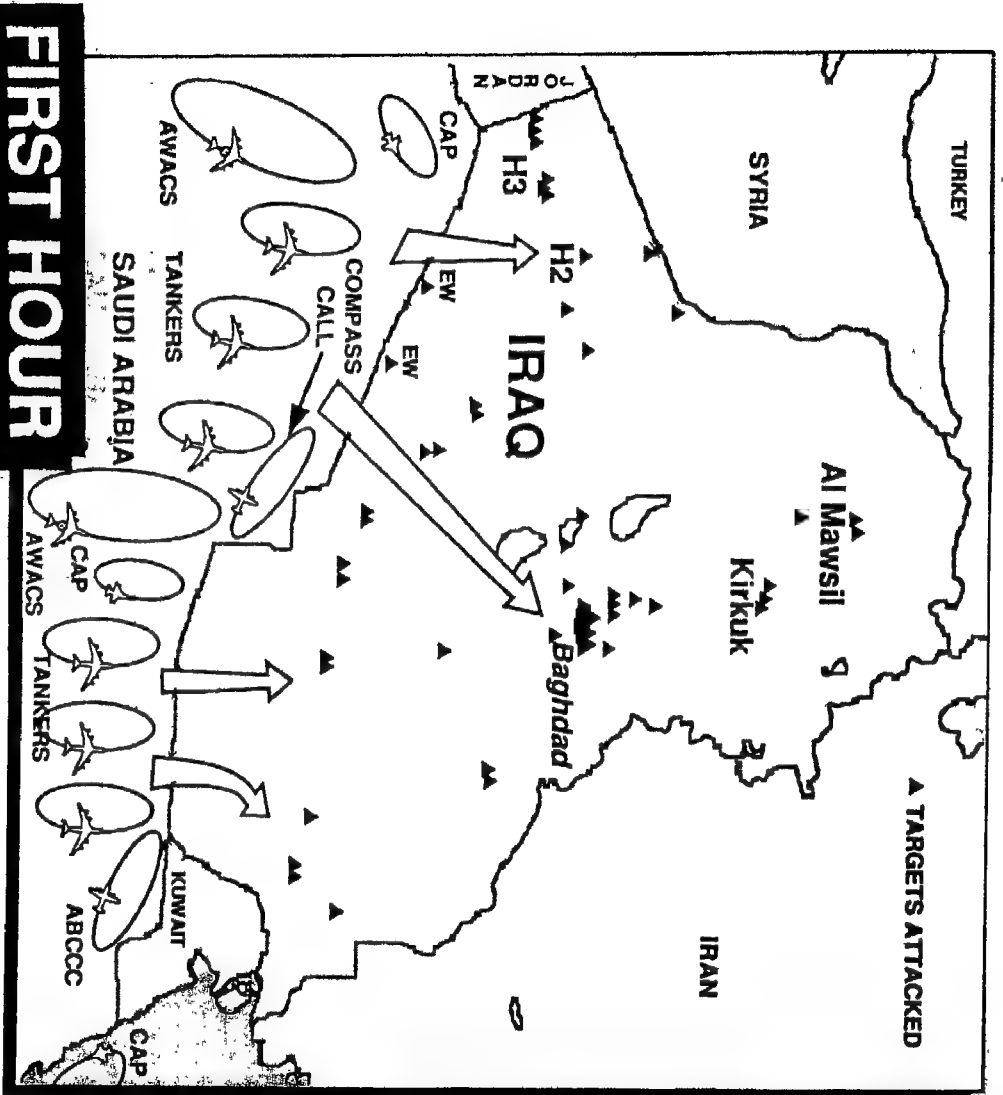 TURKEY
TARGETS ATTACKED
Al Mawsil
SYRIA
Kirkuk
IRAN
JORDAN
H2
Baghdad
IRAQ
H3
CAP
EW
EW
COMPASS
CALL
KUWAIT
TANKERS
AWACS
CAP
SAUDI ARABIA
CAP
ABCCC
TANKERS
AWACS
FIRST HOUR